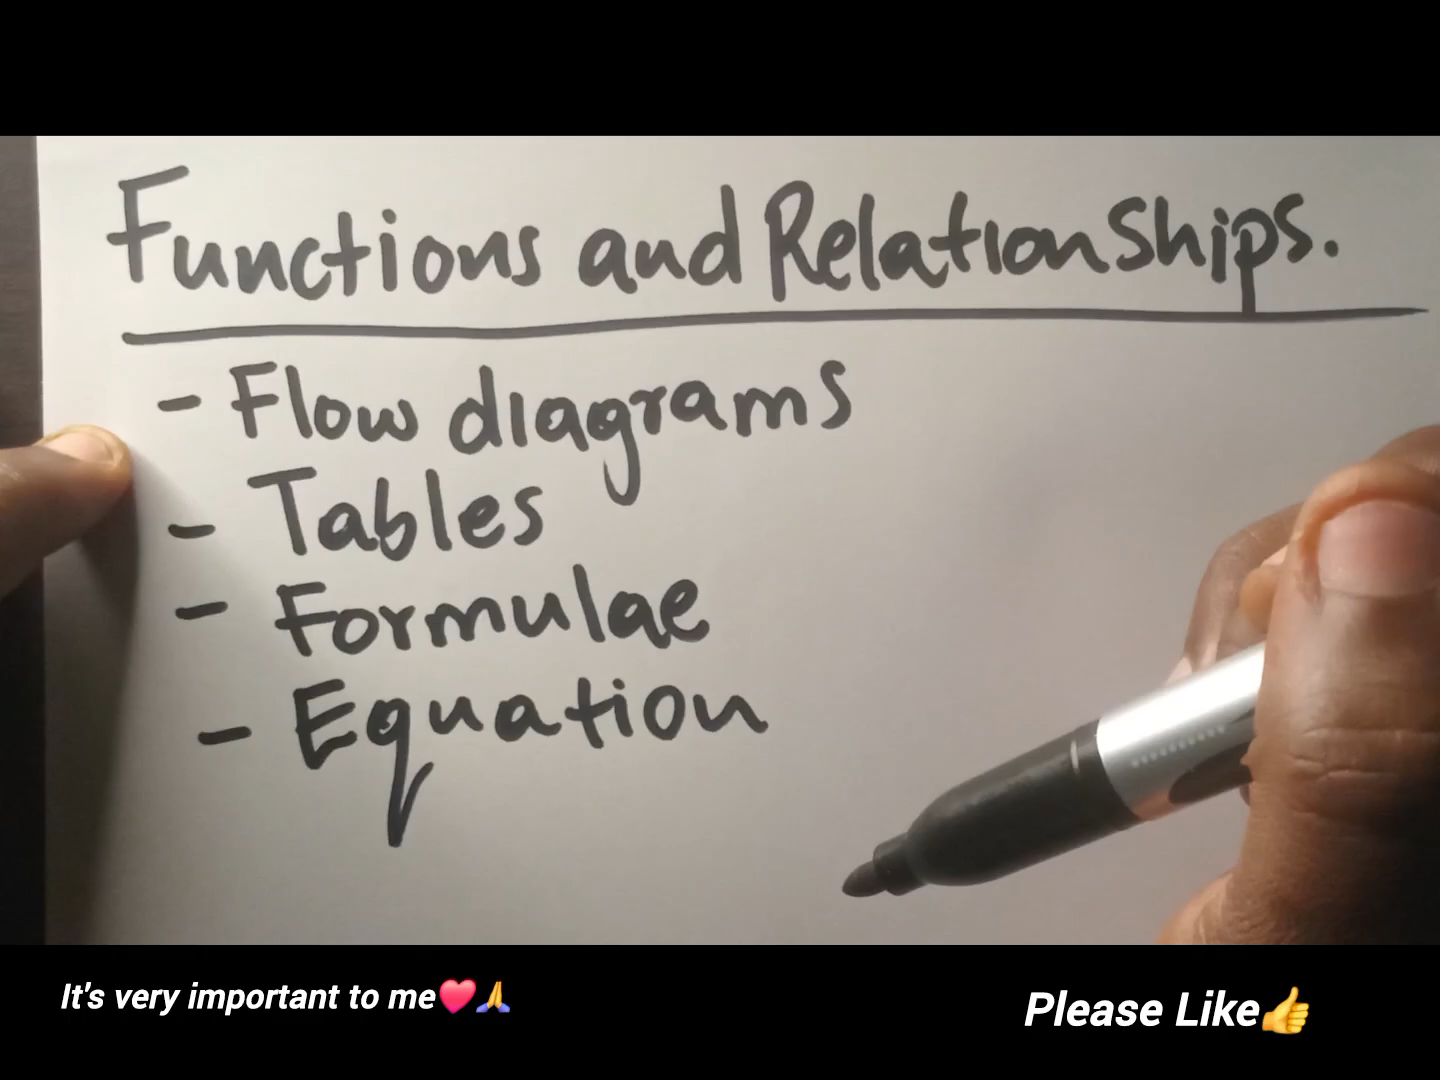 Functions and Relationships.
- Flow diagrams
- Tables
- Formulae
- Equation
It's very important to me❤️🙏
Please Like👍